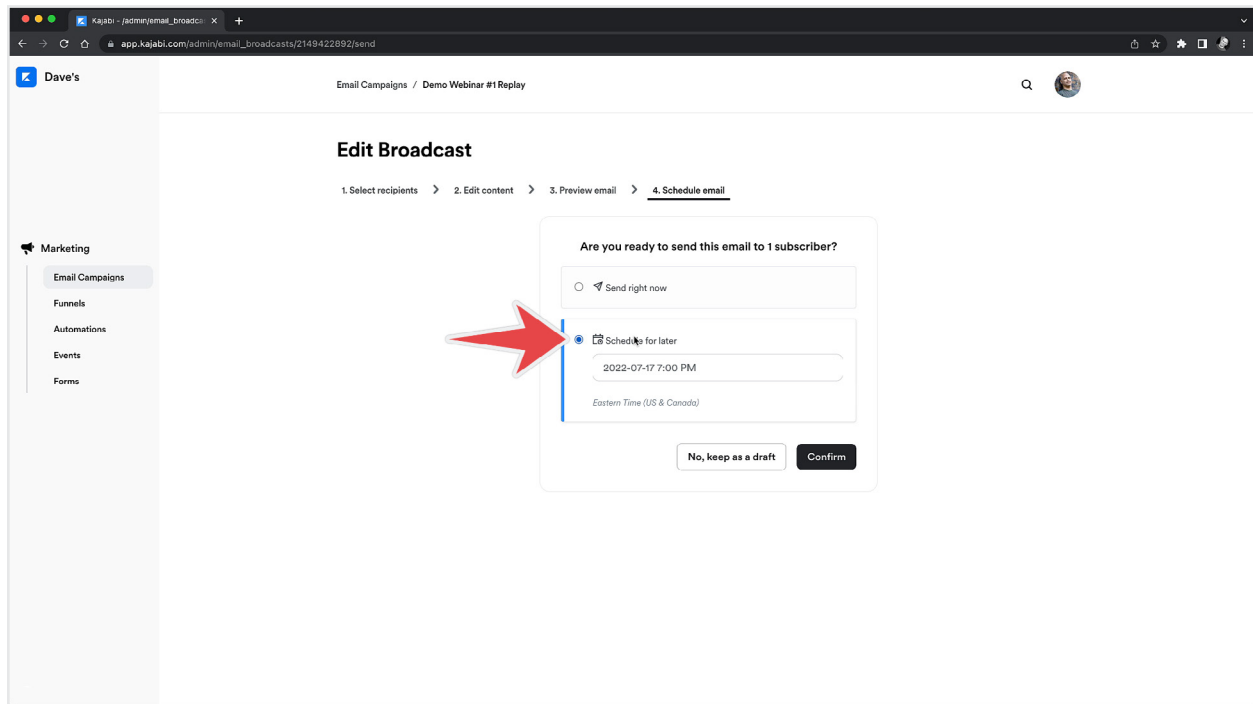 Kajabi - /admin/email_broadca
app.kajabi.com/admin/email_broadcasts/2149422892/send
Dave's
Email Campaigns / Demo Webinar #1 Replay
Edit Broadcast
1. Select recipients > 2. Edit content > 3. Preview email > 4. Schedule email
Marketing
Email Campaigns
Funnels
Automations
Events
Forms
Are you ready to send this email to 1 subscriber?
Send right now
Schedule for later
2022-07-17 7:00 PM
Eastern Time (US & Canada)
No, keep as a draft
Confirm